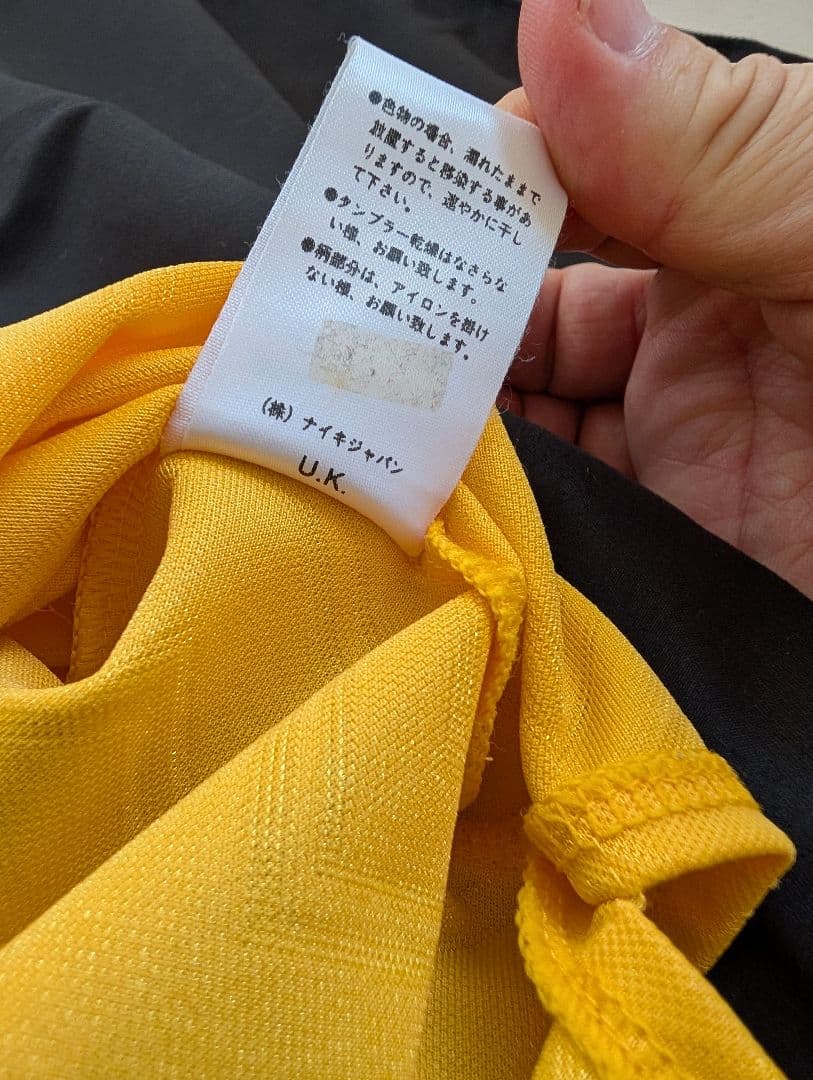 ●色物の場合、濡れたままで
放置すると移染する事があ
りますので、速やかに干し
て下さい。
●タンブラー乾燥はなさらな
い様、お願い致します。
●柄部分は、アイロンを掛け
ない様、お願い致します。
(株) ナイキジャパン
U.K.